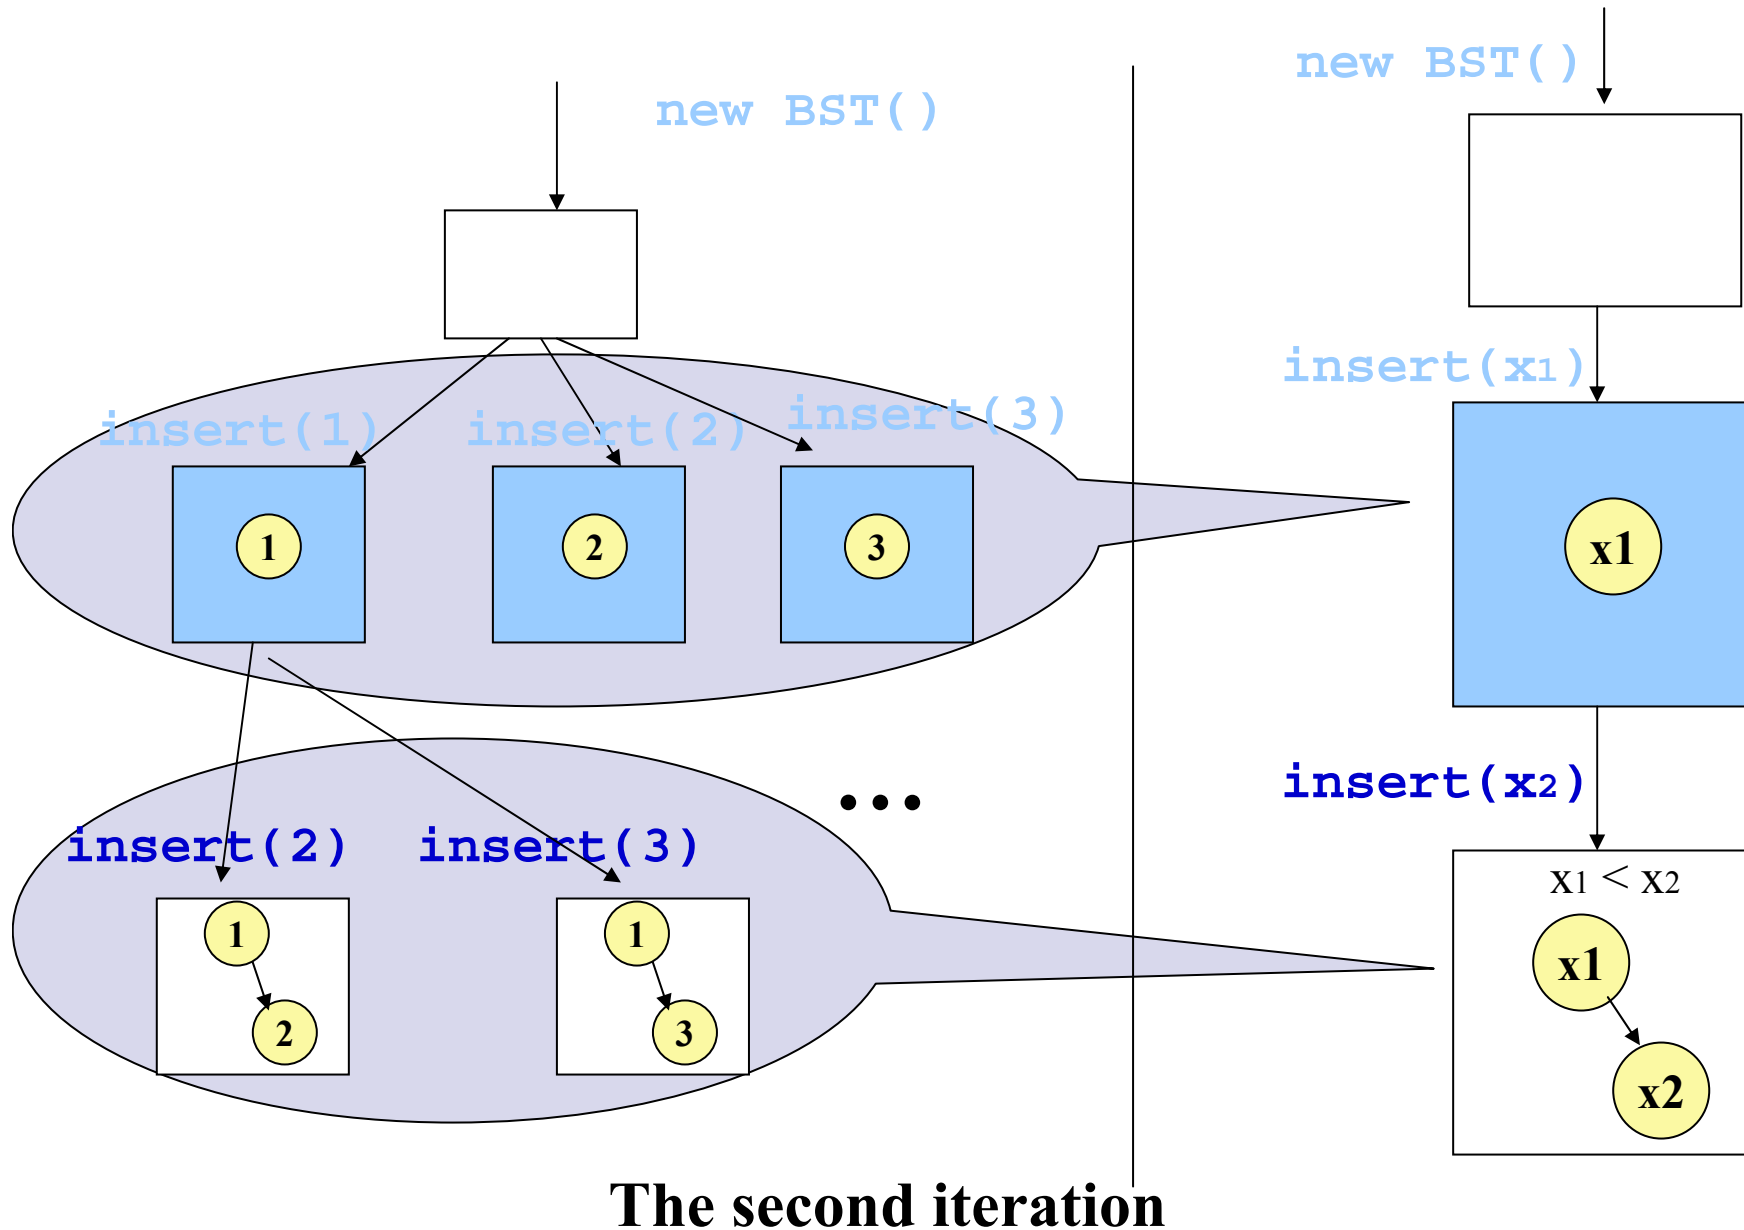 new BST()
insert(1)
insert(2)
insert(3)
1
2
3
insert(2)
insert(3)
...
1
2
1
3
new BST()
insert(x1)
x1
insert(x2)
x1 < x2
x1
x2
The second iteration